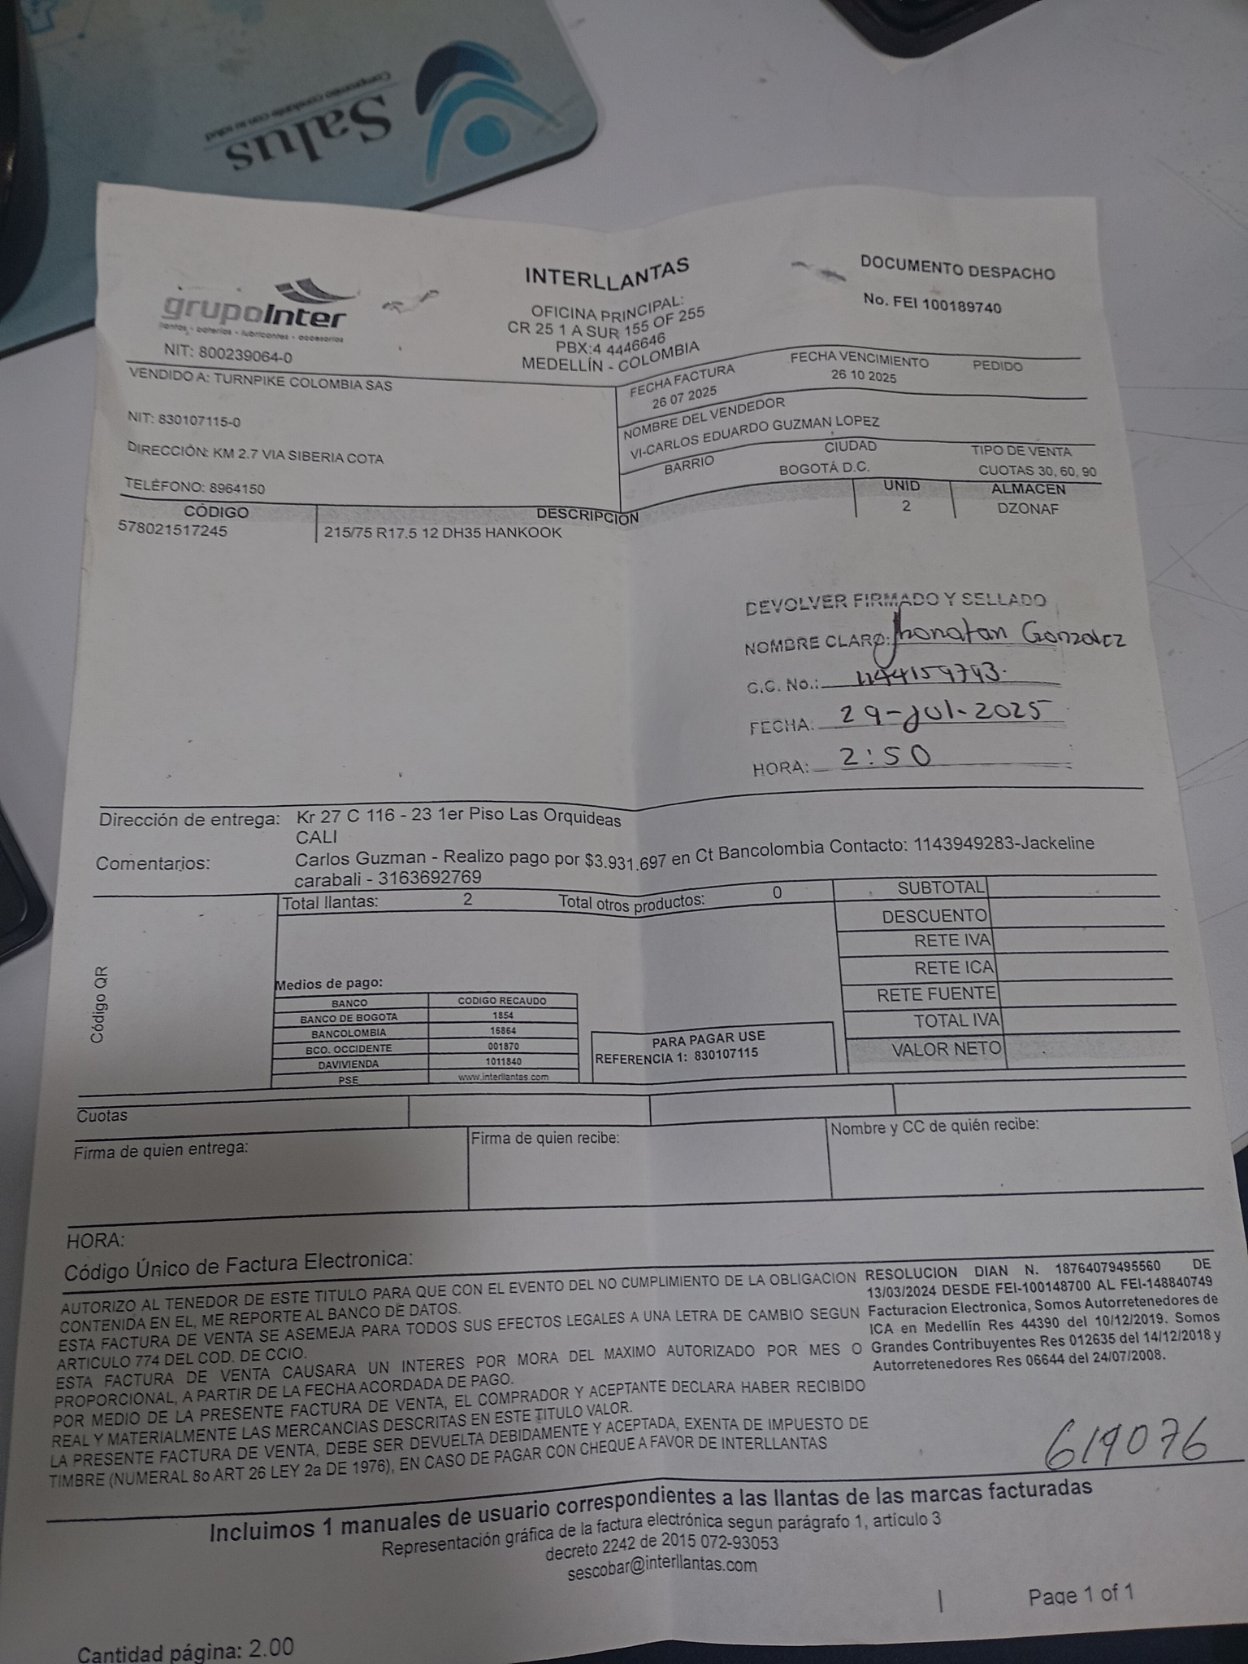 Salus
Compromiso constante con su salud
grupoInter
llantas - baterías - lubricantes - accesorios
NIT: 800239064-0
INTERLLANTAS
OFICINA PRINCIPAL:
CR 25 1 A SUR 155 OF 255
PBX:4 4446646
MEDELLÍN - COLOMBIA
DOCUMENTO DESPACHO
No. FEI 100189740
VENDIDO A: TURNPIKE COLOMBIA SAS
NIT: 830107115-0
DIRECCIÓN: KM 2.7 VIA SIBERIA COTA
TELÉFONO: 8964150
FECHA FACTURA
26 07 2025
FECHA VENCIMIENTO
26 10 2025
PEDIDO
NOMBRE DEL VENDEDOR
VI-CARLOS EDUARDO GUZMAN LOPEZ
BARRIO
CIUDAD
BOGOTÁ D.C.
TIPO DE VENTA
CUOTAS 30, 60, 90
CÓDIGO DESCRIPCIÓN UNID ALMACEN
578021517245 215/75 R17.5 12 DH35 HANKOOK 2 DZONAF
DEVOLVER FIRMADO Y SELLADO
NOMBRE CLARO: Jhonatan Gonzalez
C.C. No.: 1144159793.
FECHA: 29-Jul-2025
HORA: 2:50
Dirección de entrega: Kr 27 C 116 - 23 1er Piso Las Orquideas
CALI
Comentarios: Carlos Guzman - Realizo pago por $3.931.697 en Ct Bancolombia Contacto: 1143949283-Jackeline
carabali - 3163692769
Código QR
Total llantas: 2 Total otros productos: 0
Medios de pago:
BANCO CODIGO RECAUDO
BANCO DE BOGOTA 1854
BANCOLOMBIA 15864
BCO. OCCIDENTE 001870
DAVIVIENDA 1011840
PSE www.interllantas.com
PARA PAGAR USE
REFERENCIA 1: 830107115
SUBTOTAL
DESCUENTO
RETE IVA
RETE ICA
RETE FUENTE
TOTAL IVA
VALOR NETO
Cuotas
Firma de quien entrega:
Firma de quien recibe:
Nombre y CC de quién recibe:
HORA:
Código Único de Factura Electronica:
AUTORIZO AL TENEDOR DE ESTE TITULO PARA QUE CON EL EVENTO DEL NO CUMPLIMIENTO DE LA OBLIGACION
CONTENIDA EN EL, ME REPORTE AL BANCO DE DATOS.
ESTA FACTURA DE VENTA SE ASEMEJA PARA TODOS SUS EFECTOS LEGALES A UNA LETRA DE CAMBIO SEGUN
ARTICULO 774 DEL COD. DE CCIO.
ESTA FACTURA DE VENTA CAUSARA UN INTERES POR MORA DEL MAXIMO AUTORIZADO POR MES O
PROPORCIONAL, A PARTIR DE LA FECHA ACORDADA DE PAGO.
POR MEDIO DE LA PRESENTE FACTURA DE VENTA, EL COMPRADOR Y ACEPTANTE DECLARA HABER RECIBIDO
REAL Y MATERIALMENTE LAS MERCANCIAS DESCRITAS EN ESTE TITULO VALOR.
LA PRESENTE FACTURA DE VENTA, DEBE SER DEVUELTA DEBIDAMENTE Y ACEPTADA, EXENTA DE IMPUESTO DE
TIMBRE (NUMERAL 8o ART 26 LEY 2a DE 1976), EN CASO DE PAGAR CON CHEQUE A FAVOR DE INTERLLANTAS
RESOLUCION DIAN N. 18764079495560 DE
13/03/2024 DESDE FEI-100148700 AL FEI-148840749
Facturacion Electronica, Somos Autorretenedores de
ICA en Medellín Res 44390 del 10/12/2019. Somos
Grandes Contribuyentes Res 012635 del 14/12/2018 y
Autorretenedores Res 06644 del 24/07/2008.
619076
Incluimos 1 manuales de usuario correspondientes a las llantas de las marcas facturadas
Representación gráfica de la factura electrónica segun parágrafo 1, artículo 3
decreto 2242 de 2015 072-93053
sescobar@interllantas.com
Page 1 of 1
Cantidad página: 2.00